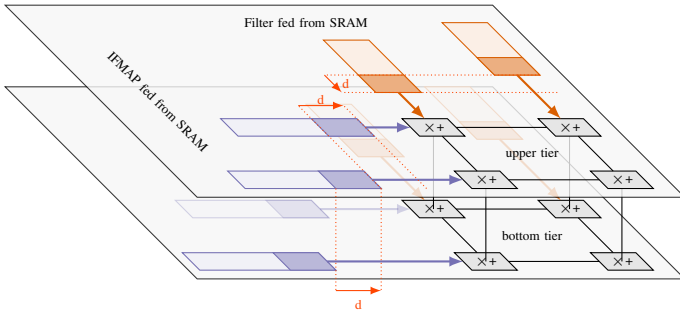 Filter fed from SRAM
IFMAP fed from SRAM
d
d
×+
×+
upper tier
×+
×+
×+
×+
bottom tier
×+
×+
d